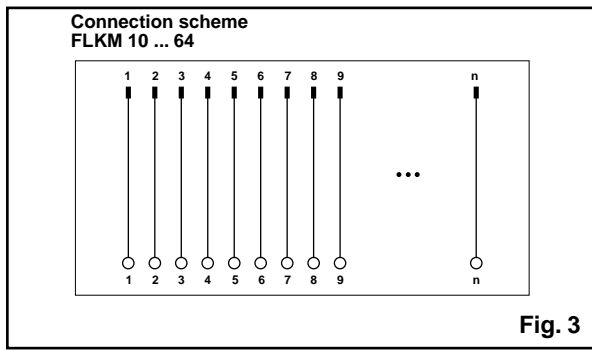 Connection scheme
FLKM 10 ... 64
1 2 3 4 5 6 7 8 9 n
...
1 2 3 4 5 6 7 8 9 n
Fig. 3